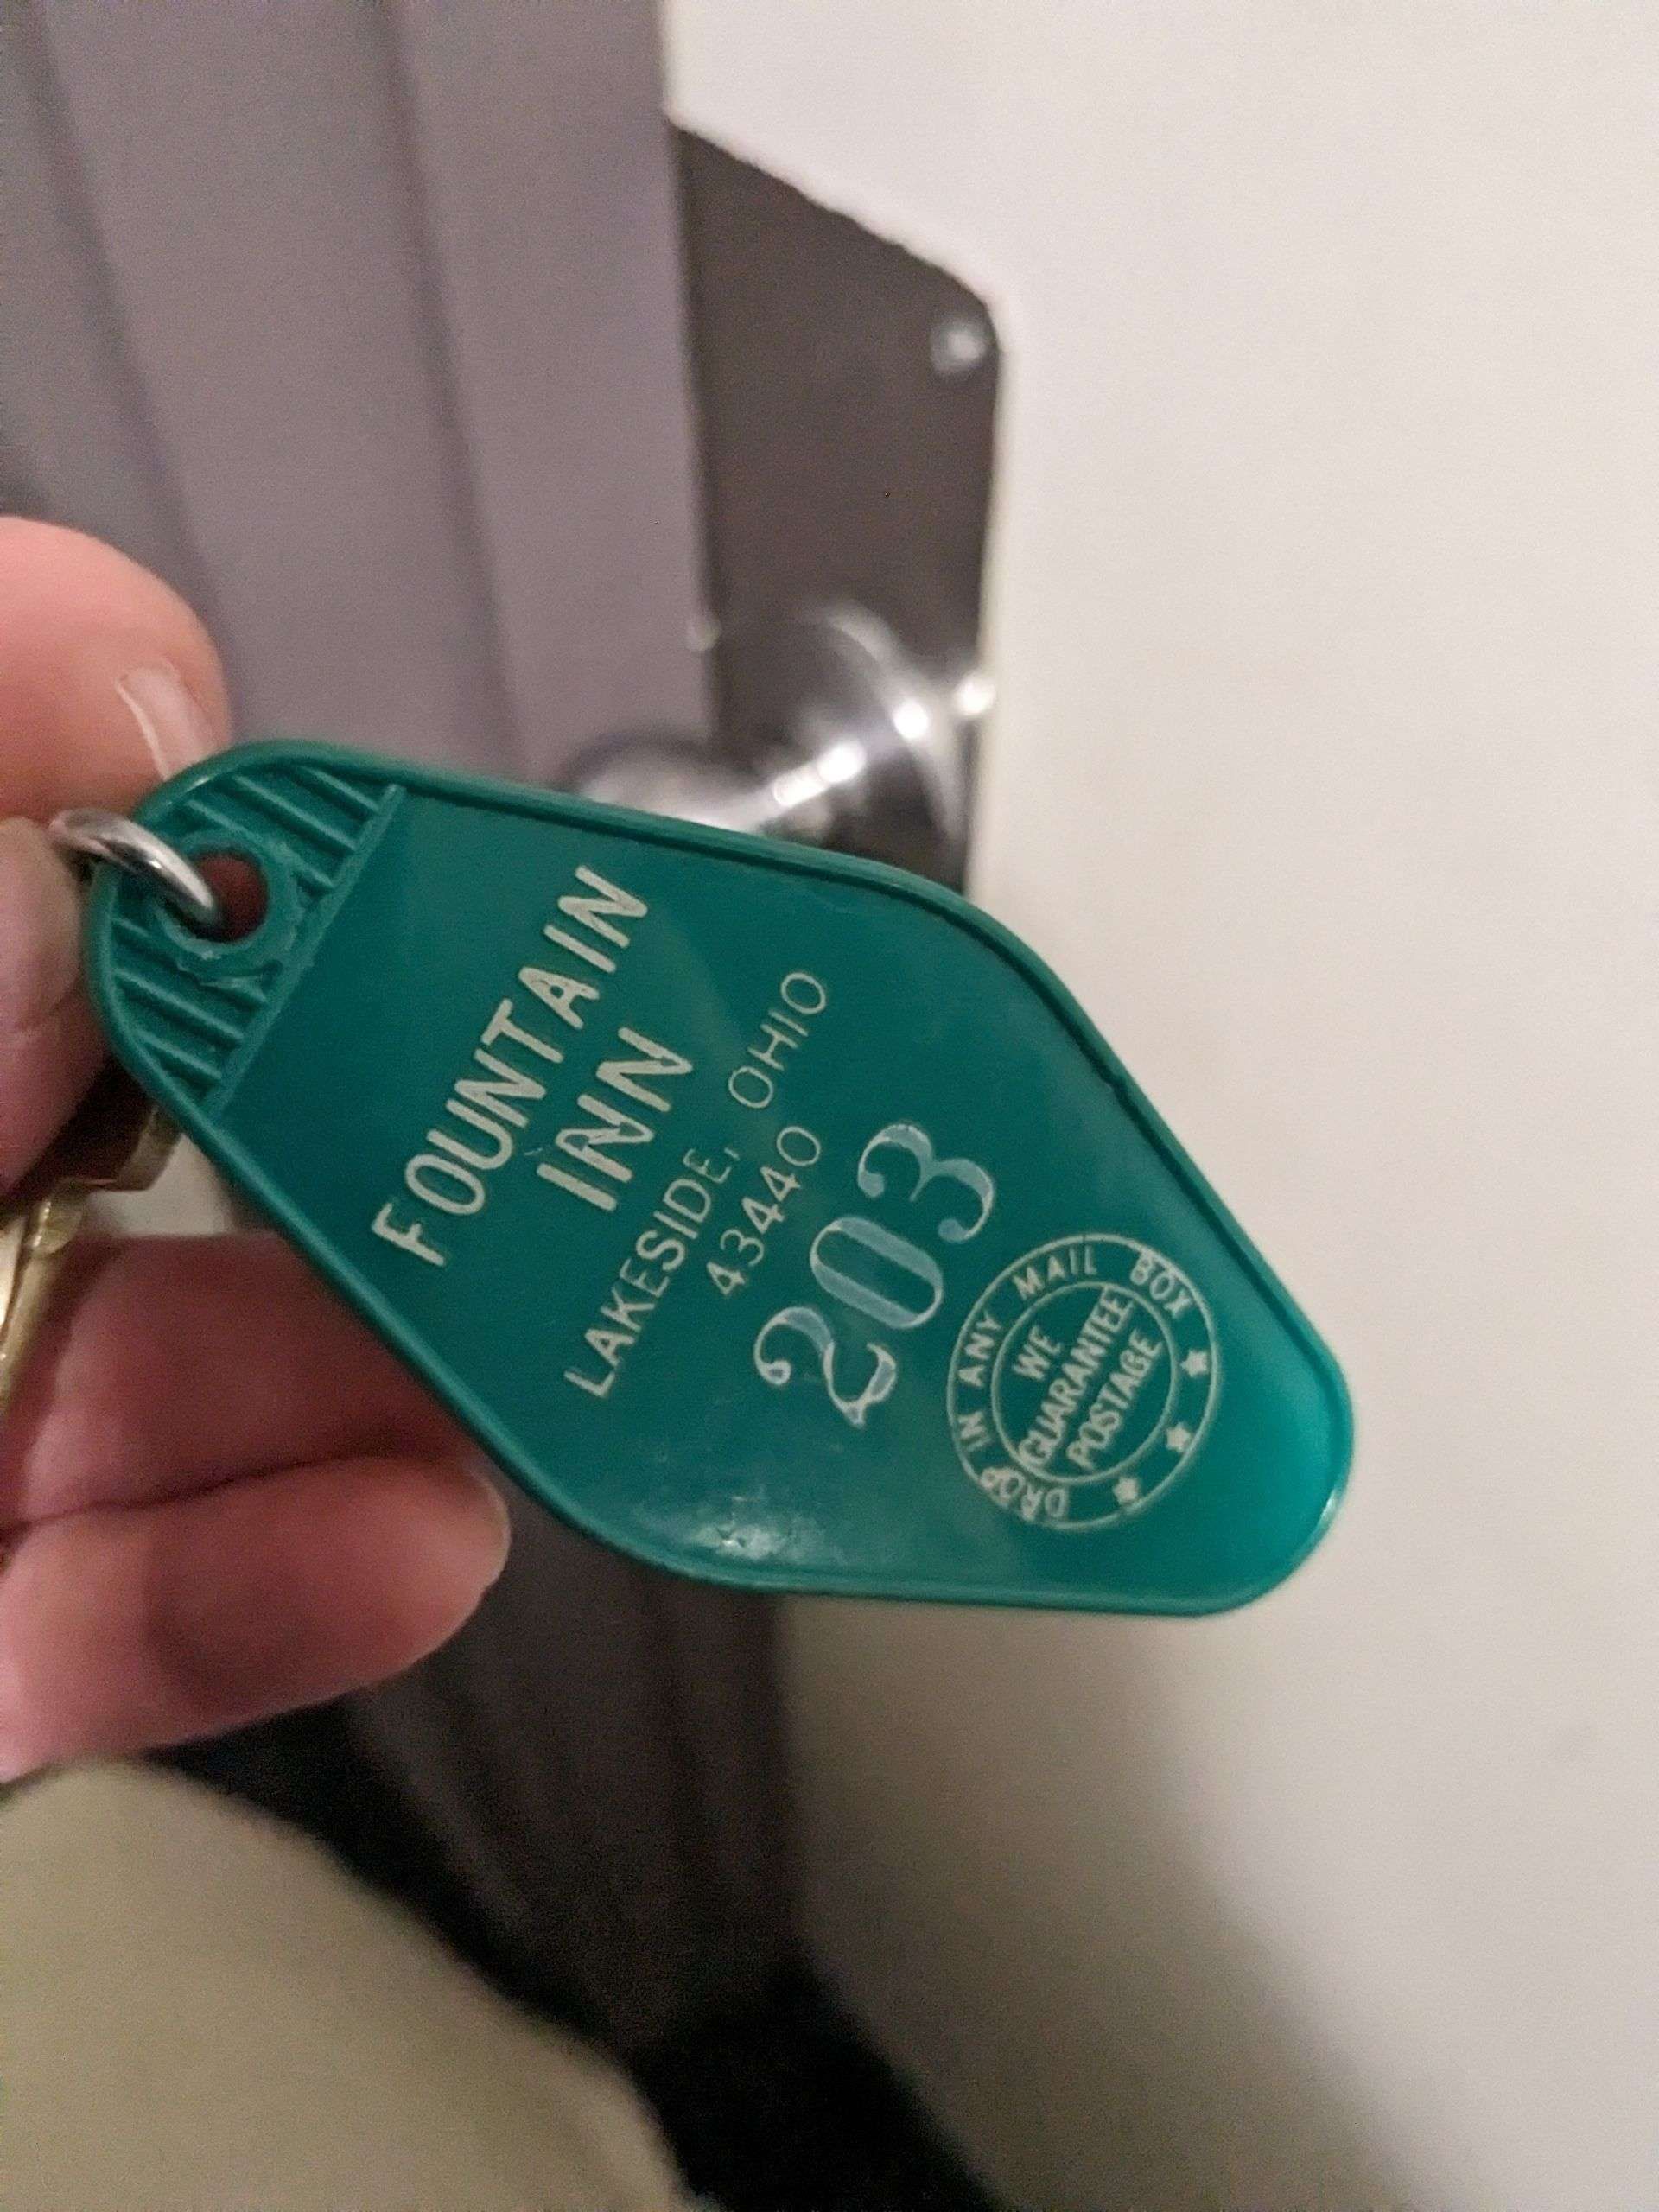 FOUNTAIN
INN
LAKESIDE, OHIO
43440
203
DROP IN ANY MAIL BOX
WE
GUARANTEE
POSTAGE